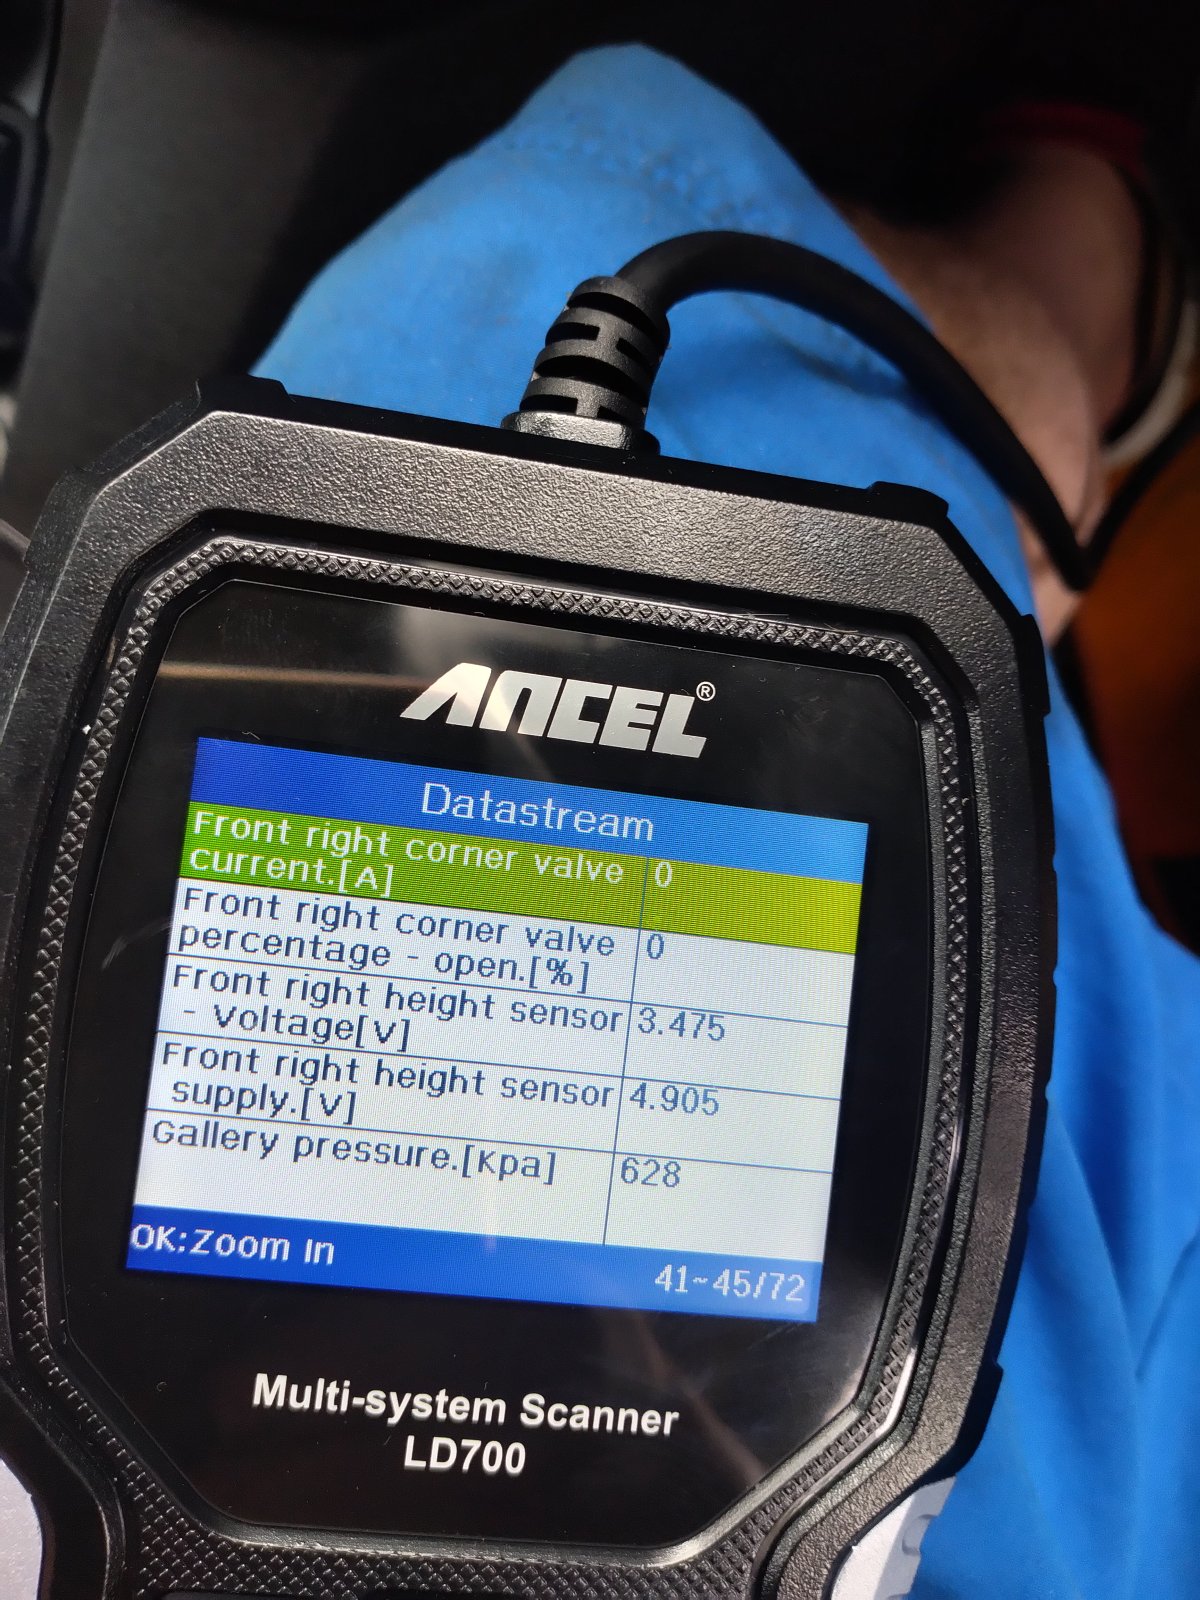 ANCEL®
Datastream
Front right corner valve 0
current.[A]
Front right corner valve 0
percentage - open.[%]
Front right height sensor 3.475
- Voltage[V]
Front right height sensor 4.905
supply.[V]
Gallery pressure.[Kpa] 628
OK:Zoom In
41~45/72
Multi-system Scanner
LD700